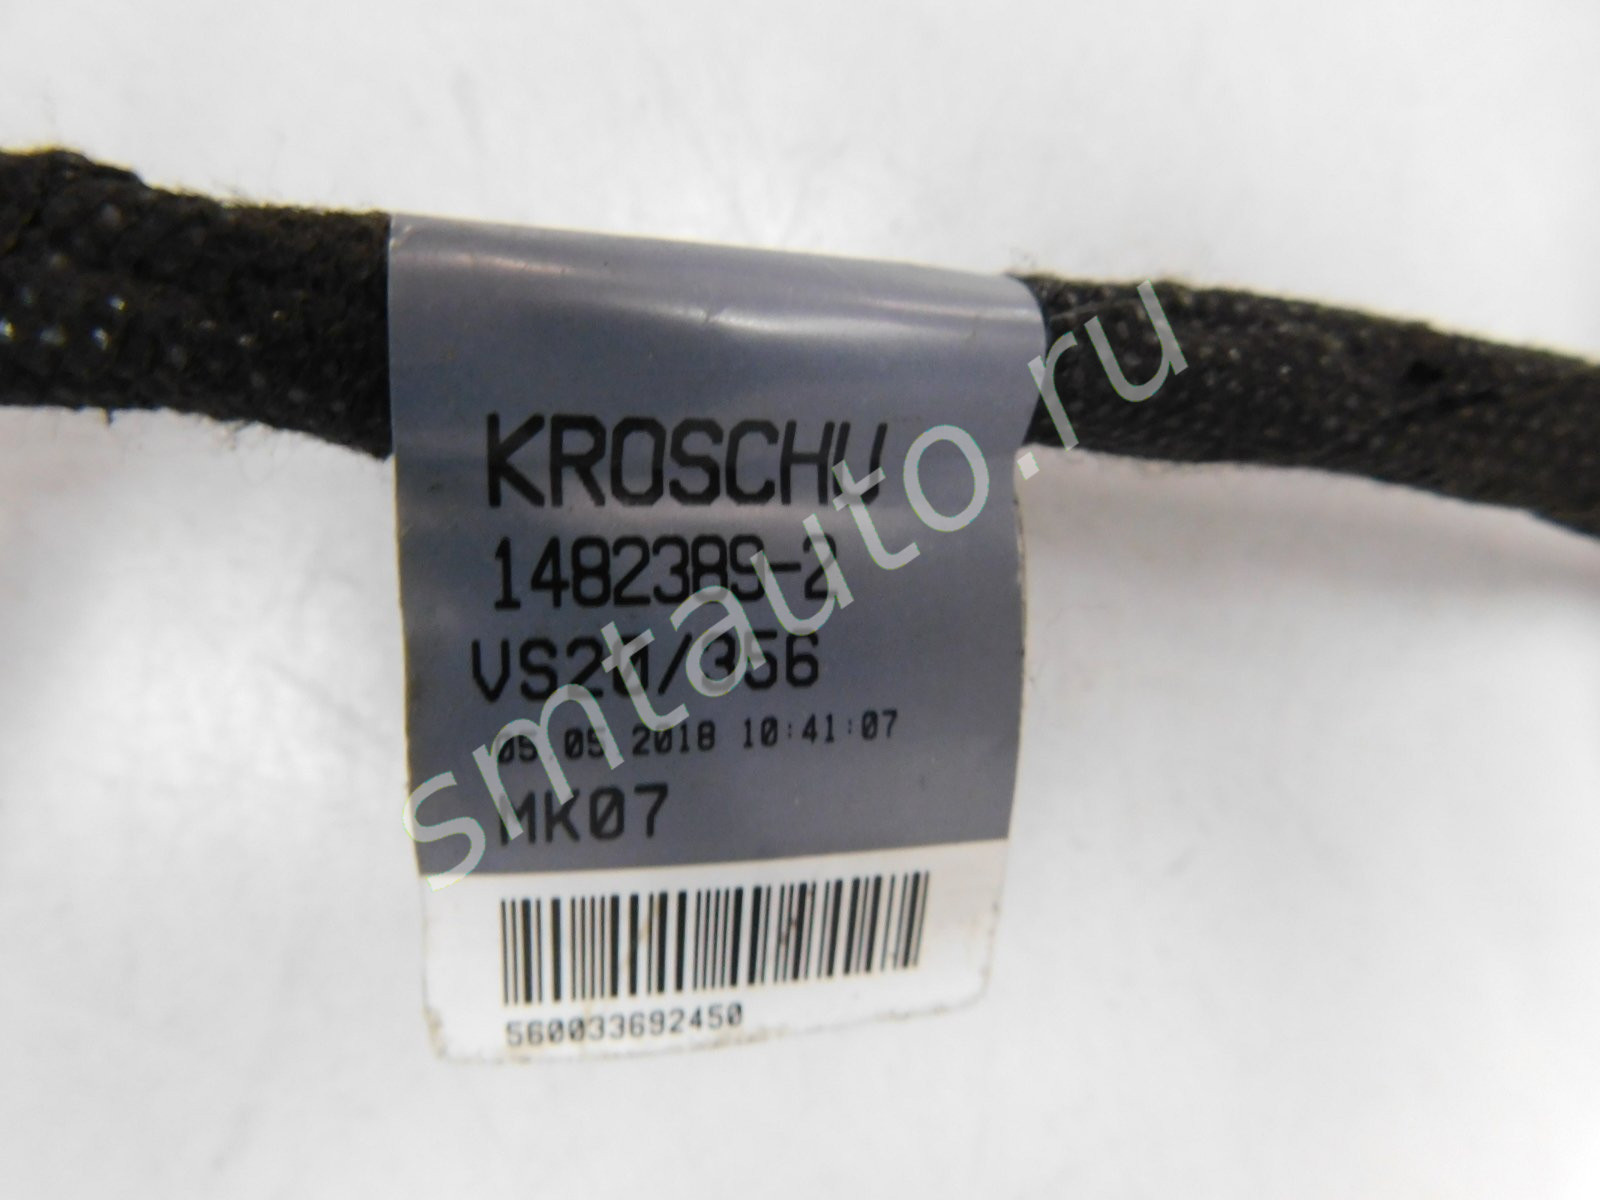 KROSCHU
1482389-2
VS20/356
05.05.2018 10:41:07
MK07
560033692450
smtauto.ru